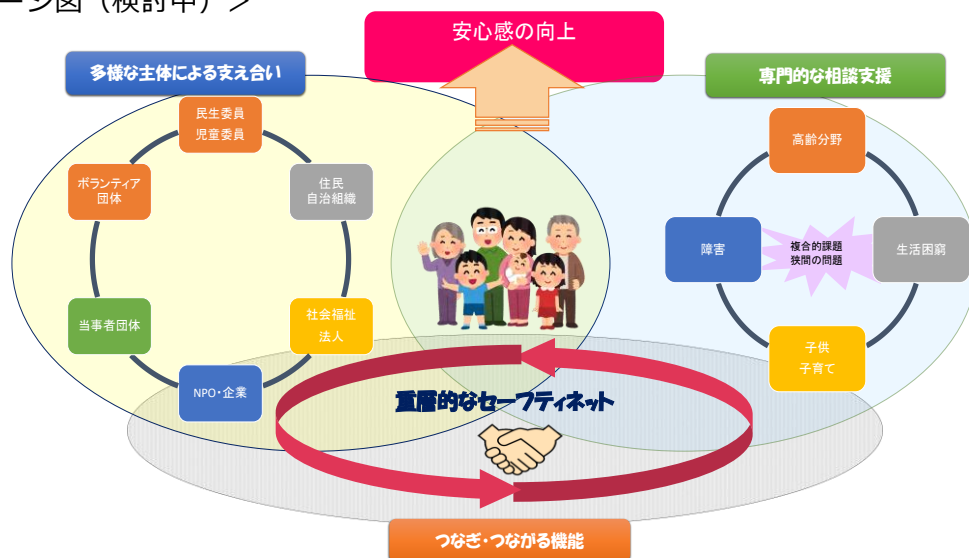 ージ図（検討中）＞
安心感の向上
多様な主体による支え合い
専門的な相談支援
民生委員
児童委員
ボランティア
団体
住民
自治組織
当事者団体
社会福祉
法人
NPO・企業
高齢分野
障害
複合的課題
狭間の問題
生活困窮
子供
子育て
重層的なセーフティネット
つなぎ・つながる機能